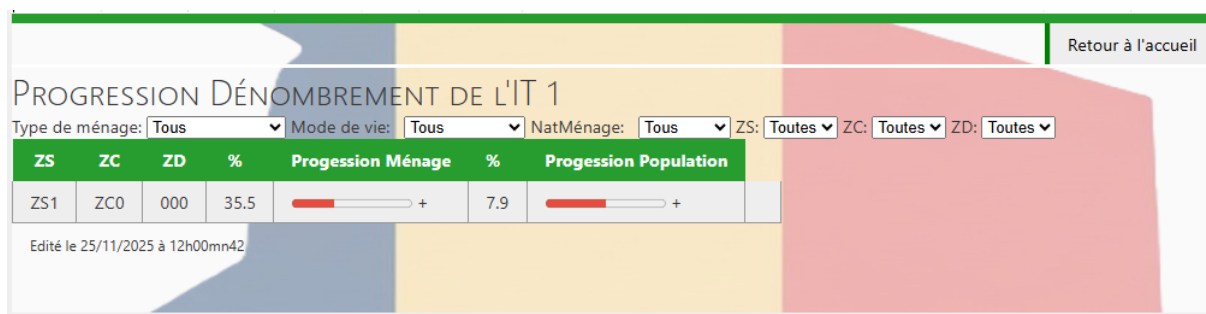 Retour à l'accueil
Progression Dénombrement de l'IT 1
Type de ménage: Tous Mode de vie: Tous NatMénage: Tous ZS: Toutes ZC: Toutes ZD: Toutes
ZS ZC ZD % Progession Ménage % Progession Population
ZS1 ZC0 000 35.5 + 7.9 +
Edité le 25/11/2025 à 12h00mn42